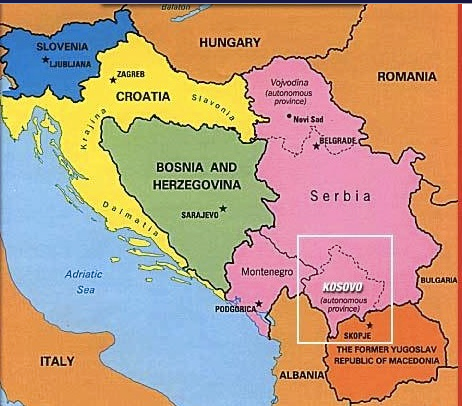 Balaton
HUNGARY
SLOVENIA
LJUBLJANA
ROMANIA
ZAGREB
CROATIA
Slavonia
Krajina
Vojvodina
(autonomous
province)
Novi Sad
BELGRADE
BOSNIA AND
HERZEGOVINA
Serbia
SARAJEVO
Dalmatia
Adriatic
Sea
Montenegro
KOSOVO
(autonomous
province)
BULGARIA
PODGORICA
SKOPJE
THE FORMER YUGOSLAV
REPUBLIC OF MACEDONIA
ITALY
ALBANIA